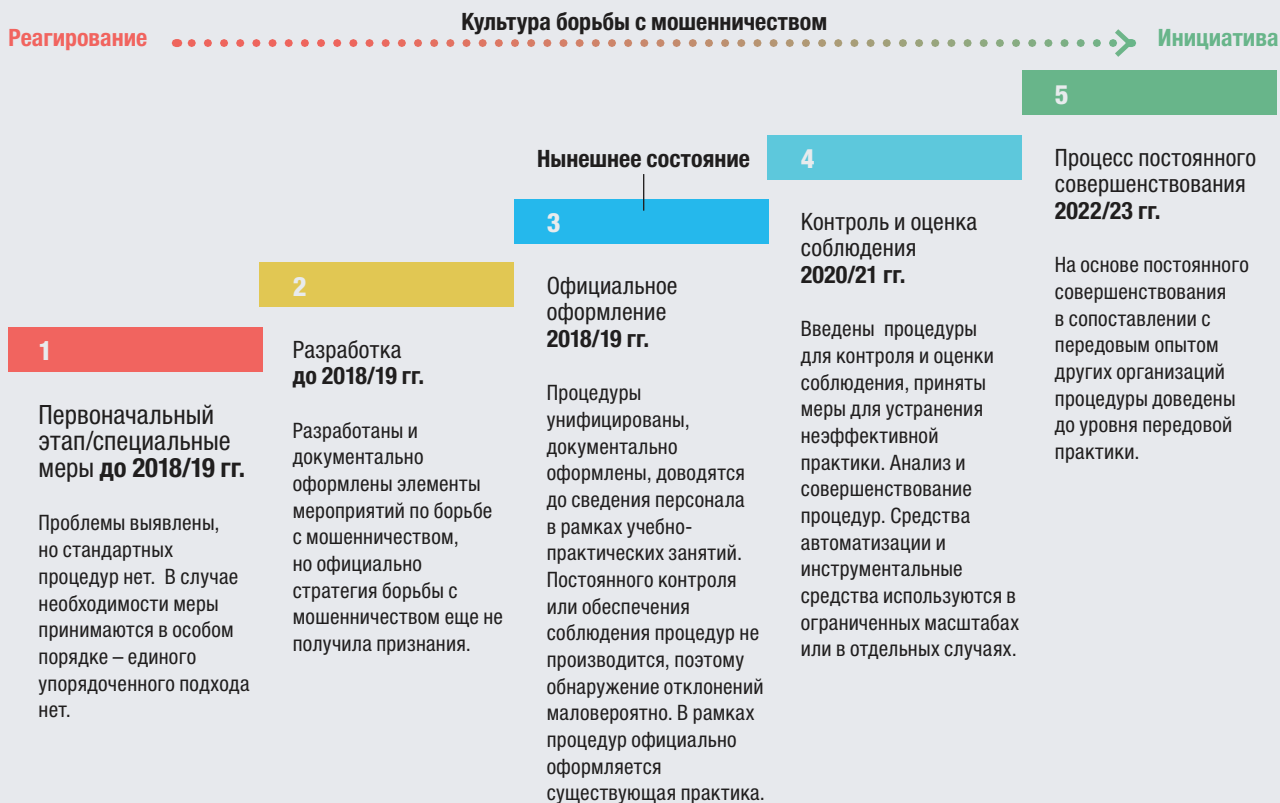 Культура борьбы с мошенничеством
Реагирование
Инициатива
1
Первоначальный
этап/специальные
меры до 2018/19 гг.
Проблемы выявлены,
но стандартных
процедур нет. В случае
необходимости меры
принимаются в особом
порядке – единого
упорядоченного подхода
нет.
2
Разработка
до 2018/19 гг.
Разработаны и
документально
оформлены элементы
мероприятий по борьбе
с мошенничеством,
но официально
стратегия борьбы с
мошенничеством еще не
получила признания.
Нынешнее состояние
3
Официальное
оформление
2018/19 гг.
Процедуры
унифицированы,
документально
оформлены, доводятся
до сведения персонала
в рамках учебно-
практических занятий.
Постоянного контроля
или обеспечения
соблюдения процедур не
производится, поэтому
обнаружение отклонений
маловероятно. В рамках
процедур официально
оформляется
существующая практика.
4
Контроль и оценка
соблюдения
2020/21 гг.
Введены процедуры
для контроля и оценки
соблюдения, приняты
меры для устранения
неэффективной
практики. Анализ и
совершенствование
процедур. Средства
автоматизации и
инструментальные
средства используются в
ограниченных масштабах
или в отдельных случаях.
5
Процесс постоянного
совершенствования
2022/23 гг.
На основе постоянного
совершенствования
в сопоставлении с
передовым опытом
других организаций
процедуры доведены
до уровня передовой
практики.